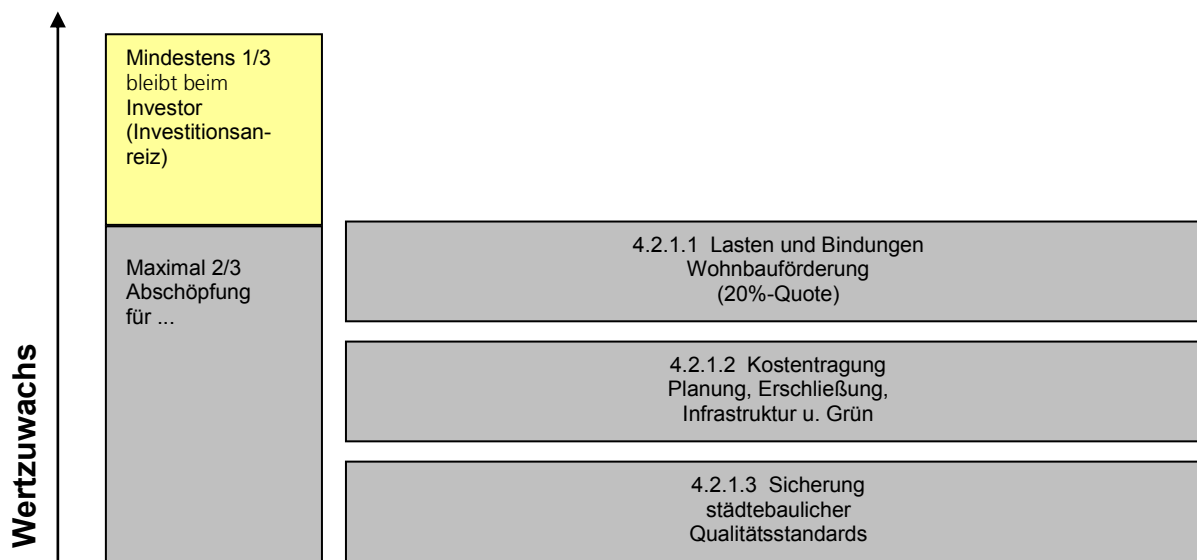 Mindestens 1/3
bleibt beim
Investor
(Investitionsan-
reiz)
Maximal 2/3
Abschöpfung
für ...
4.2.1.1 Lasten und Bindungen
Wohnbauförderung
(20%-Quote)
4.2.1.2 Kostentragung
Planung, Erschließung,
Infrastruktur u. Grün
4.2.1.3 Sicherung
städtebaulicher
Qualitätsstandards
Wertzuwachs